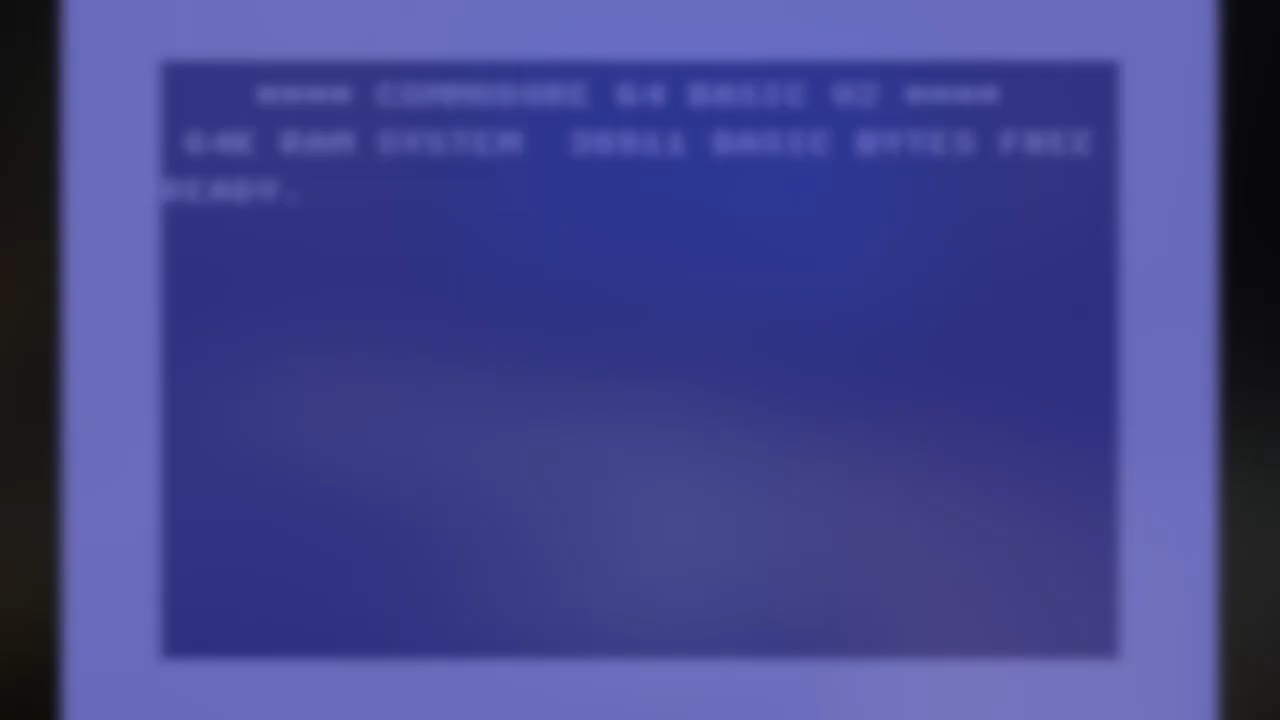 **** COMMODORE 64 BASIC V2 ****
64K RAM SYSTEM  38911 BASIC BYTES FREE
READY.